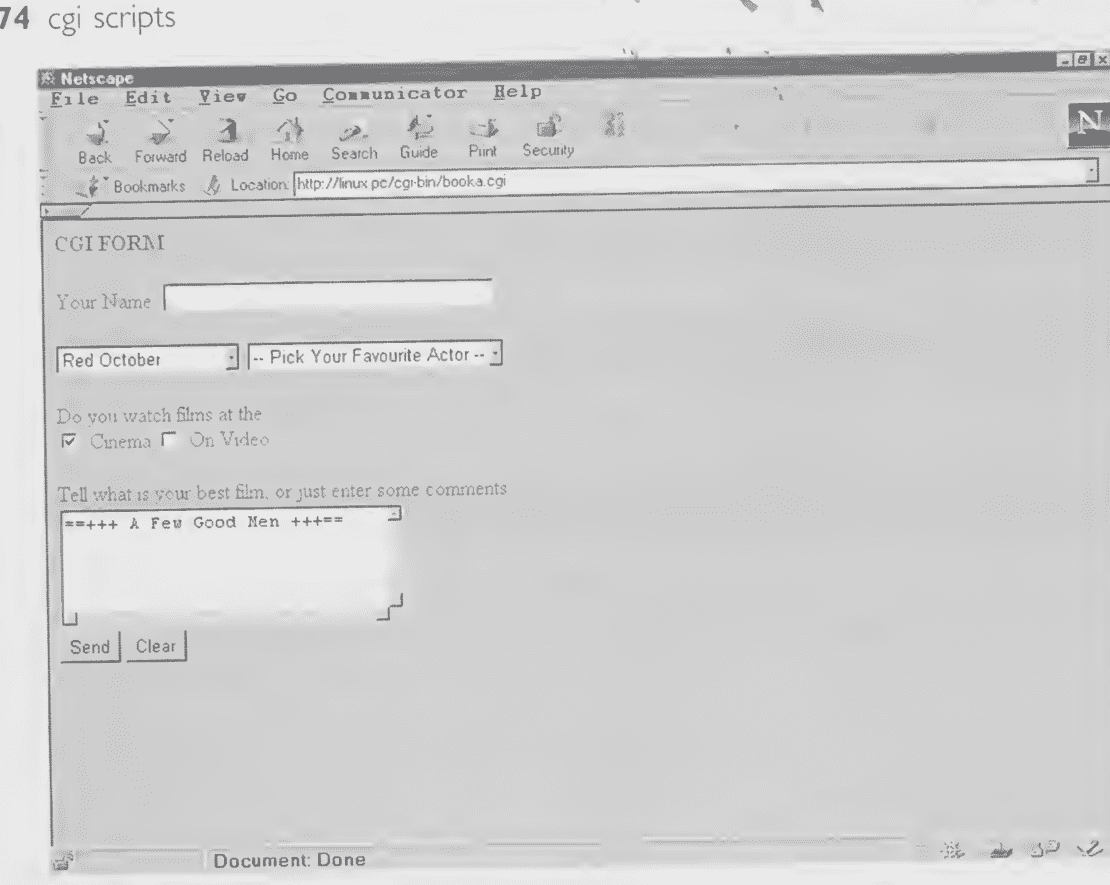 74 cgi scripts
Netscape
File Edit View Go Communicator Help
Back Forward Reload Home Search Guide Print Security
N
Bookmarks Location: http://linux.pc/cgi-bin/booka.cgi
CGI FORM
Your Name
Red October -- Pick Your Favourite Actor --
Do you watch films at the
Cinema On Video
Tell what is your best film, or just enter some comments
==+++ A Few Good Men +++==
Send Clear
Document: Done